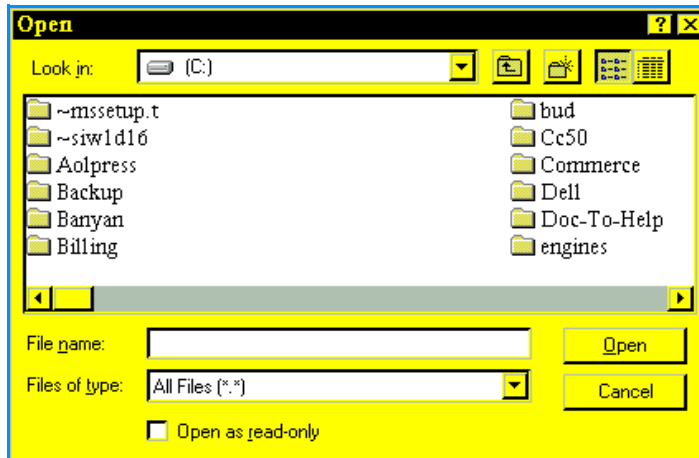 Open
Look in: (C:)
~mssetup.t
~siw1d16
Aolpress
Backup
Banyan
Billing
bud
Cc50
Commerce
Dell
Doc-To-Help
engines
File name:
Open
Files of type: All Files (*.*)
Cancel
Open as read-only